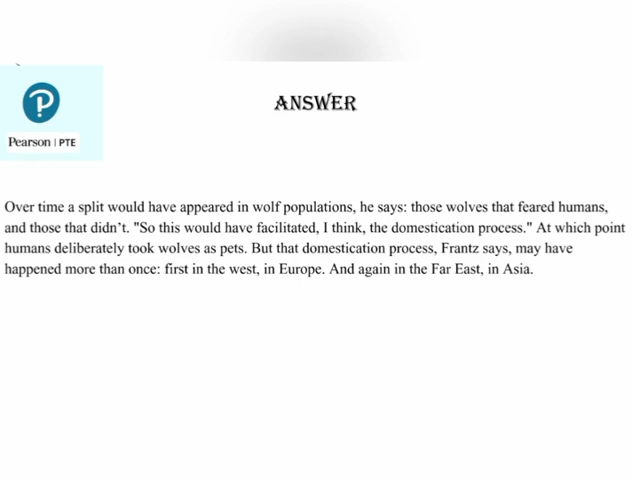 Pearson | PTE
ANSWER
Over time a split would have appeared in wolf populations, he says: those wolves that feared humans,
and those that didn’t. "So this would have facilitated, I think, the domestication process." At which point
humans deliberately took wolves as pets. But that domestication process, Frantz says, may have
happened more than once: first in the west, in Europe. And again in the Far East, in Asia.